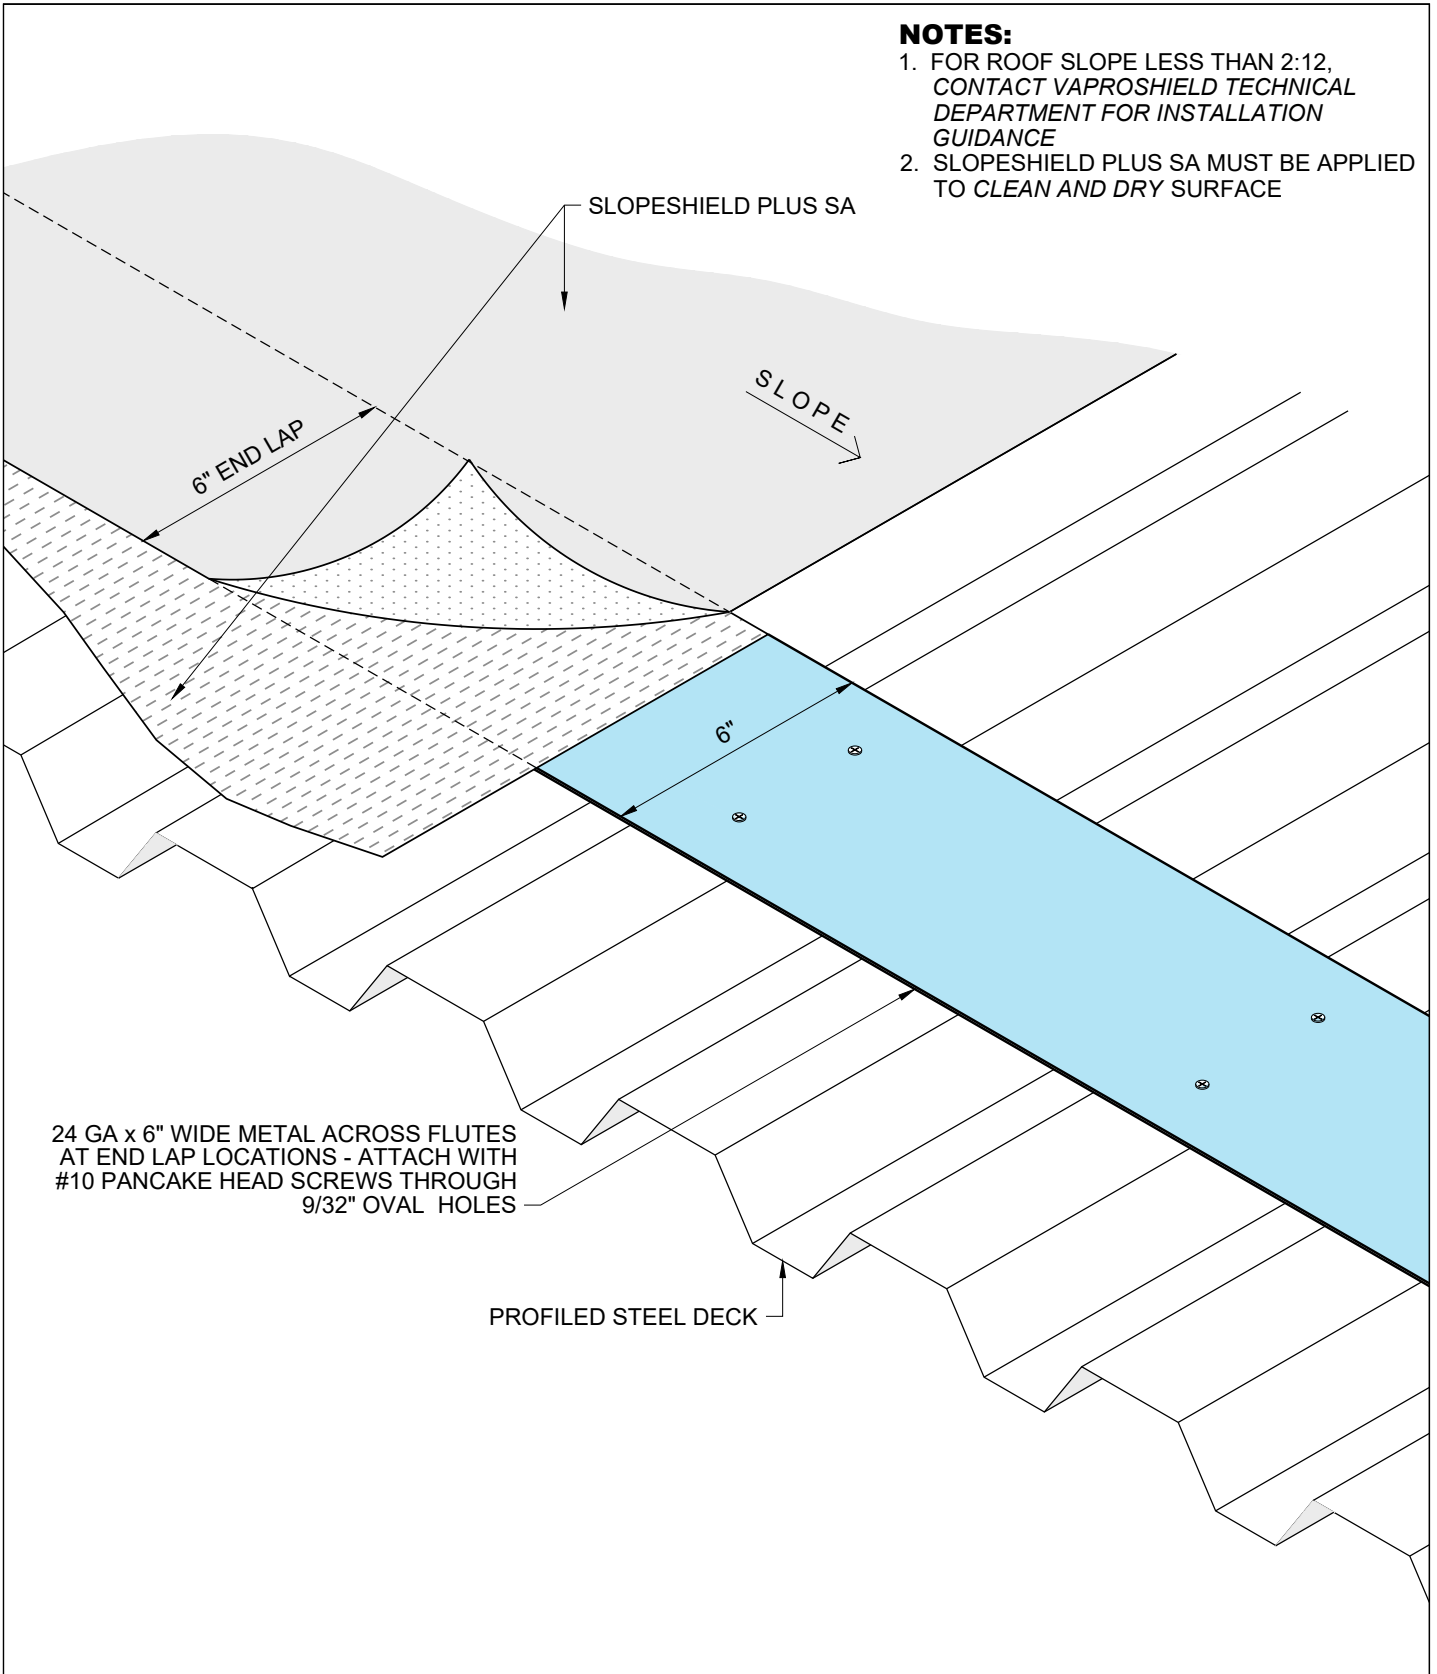 NOTES:
1. FOR ROOF SLOPE LESS THAN 2:12,
CONTACT VAPROSHIELD TECHNICAL
DEPARTMENT FOR INSTALLATION
GUIDANCE
2. SLOPESHIELD PLUS SA MUST BE APPLIED
TO CLEAN AND DRY SURFACE
SLOPESHIELD PLUS SA
SLOPE
6" END LAP
6"
24 GA x 6" WIDE METAL ACROSS FLUTES
AT END LAP LOCATIONS - ATTACH WITH
#10 PANCAKE HEAD SCREWS THROUGH
9/32" OVAL HOLES
PROFILED STEEL DECK